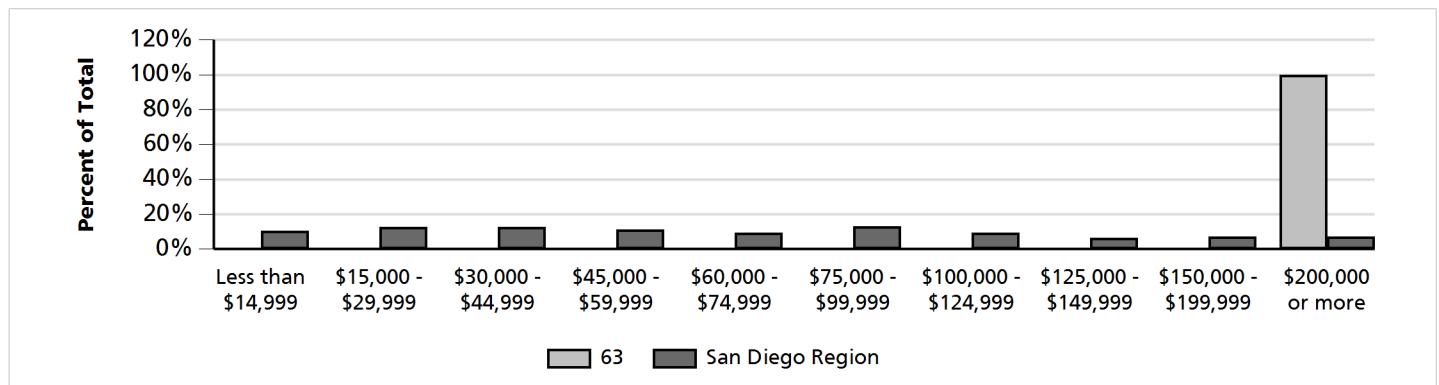 Percent of Total
120%
100%
80%
60%
40%
20%
0%
Less than $15,000 - $30,000 - $45,000 - $60,000 - $75,000 - $100,000 - $125,000 - $150,000 - $200,000
$14,999 $29,999 $44,999 $59,999 $74,999 $99,999 $124,999 $149,999 $199,999 or more
63 San Diego Region